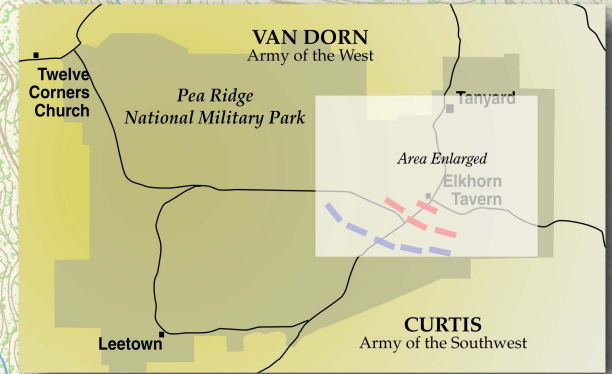 VAN DORN
Army of the West
Twelve
Corners
Church
Pea Ridge
National Military Park
Tanyard
Area Enlarged
Elkhorn
Tavern
Leetown
CURTIS
Army of the Southwest